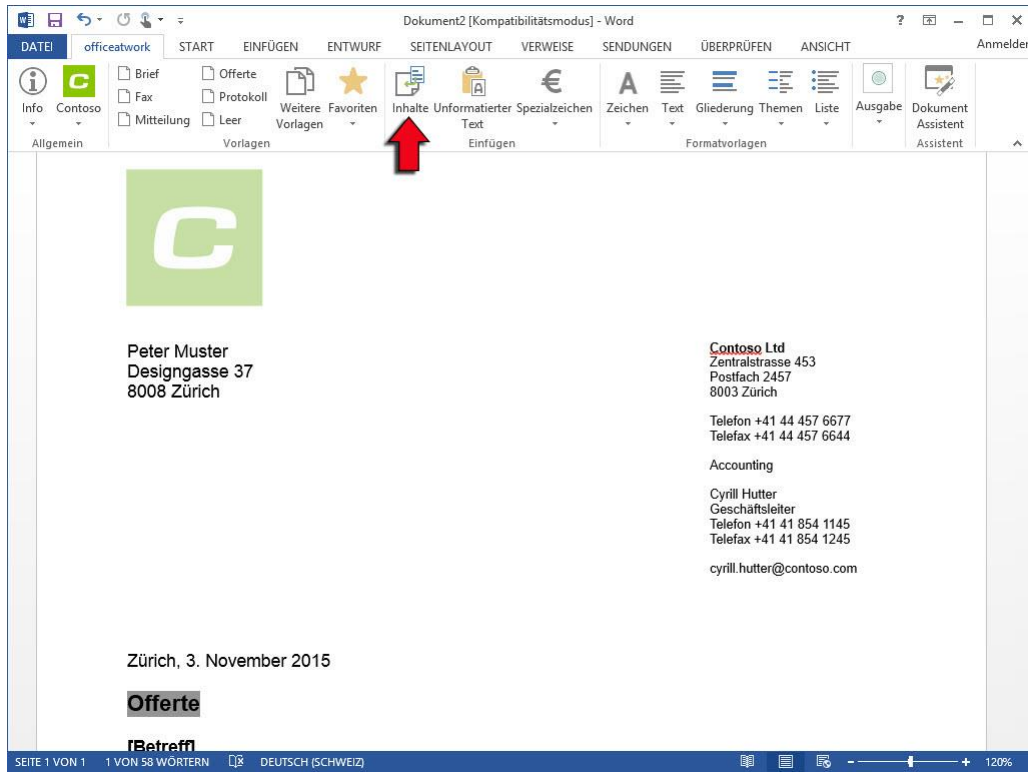 Dokument2 [Kompatibilitätsmodus] - Word
?
DATEI officeatwork START EINFÜGEN ENTWURF SEITENLAYOUT VERWEISE SENDUNGEN ÜBERPRÜFEN ANSICHT Anmelden
Info
Contoso
Brief
Fax
Mitteilung
Offerte
Protokoll
Leer
Weitere
Vorlagen
Favoriten
Inhalte
Unformatierter
Text
Spezialzeichen
Zeichen
Text
Gliederung
Themen
Liste
Ausgabe
Dokument
Assistent
Allgemein Vorlagen Einfügen Formatvorlagen Assistent
C
Peter Muster
Designgasse 37
8008 Zürich
Contoso Ltd
Zentralstrasse 453
Postfach 2457
8003 Zürich
Telefon +41 44 457 6677
Telefax +41 44 457 6644
Accounting
Cyrill Hutter
Geschäftsleiter
Telefon +41 41 854 1145
Telefax +41 41 854 1245
cyrill.hutter@contoso.com
Zürich, 3. November 2015
Offerte
[Betreff]
SEITE 1 VON 1 1 VON 58 WÖRTERN DEUTSCH (SCHWEIZ) 120%